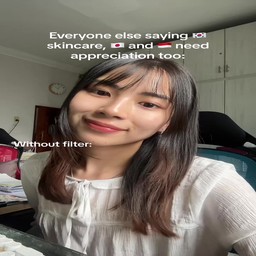 Everyone else saying 🇰🇷
skincare, 🇯🇵 and 🇮🇩 need
appreciation too:
Without filter: